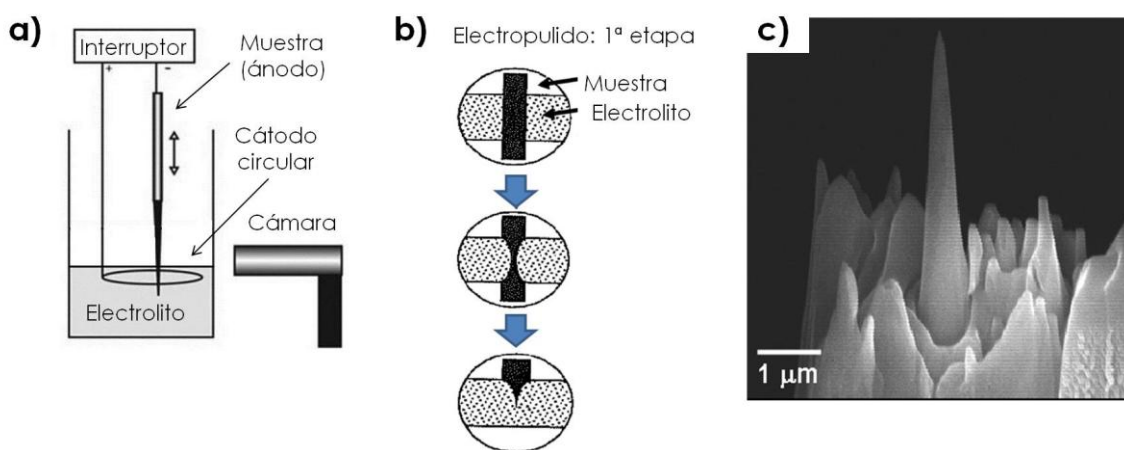 a)
Interruptor
+ −
Muestra
(ánodo)
Cátodo
circular
Cámara
Electrolito
b)
Electropulido: 1ª etapa
Muestra
Electrolito
c)
1 μm